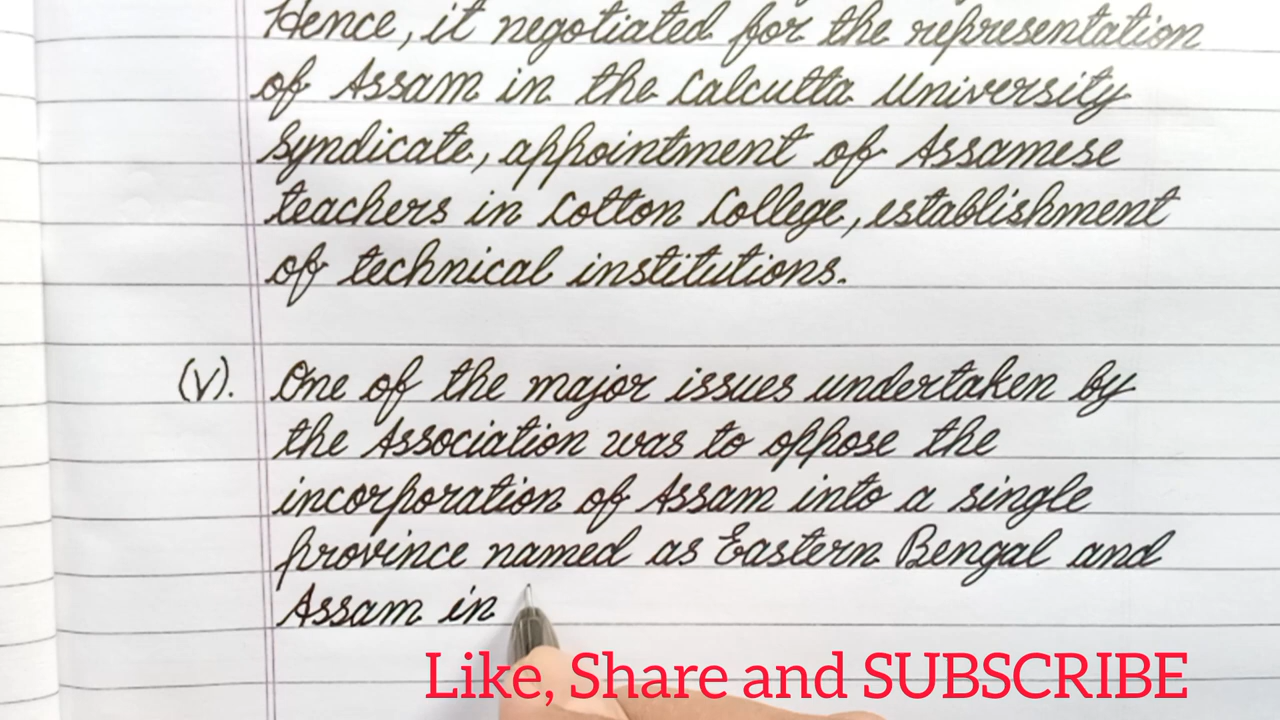 Hence, it negotiated for the representation
of Assam in the Calcutta University
Syndicate, appointment of Assamese
teachers in Cotton College, establishment
of technical institutions.
(V). One of the major issues undertaken by
the Association was to oppose the
incorporation of Assam into a single
province named as Eastern Bengal and
Assam in
Like, Share and SUBSCRIBE